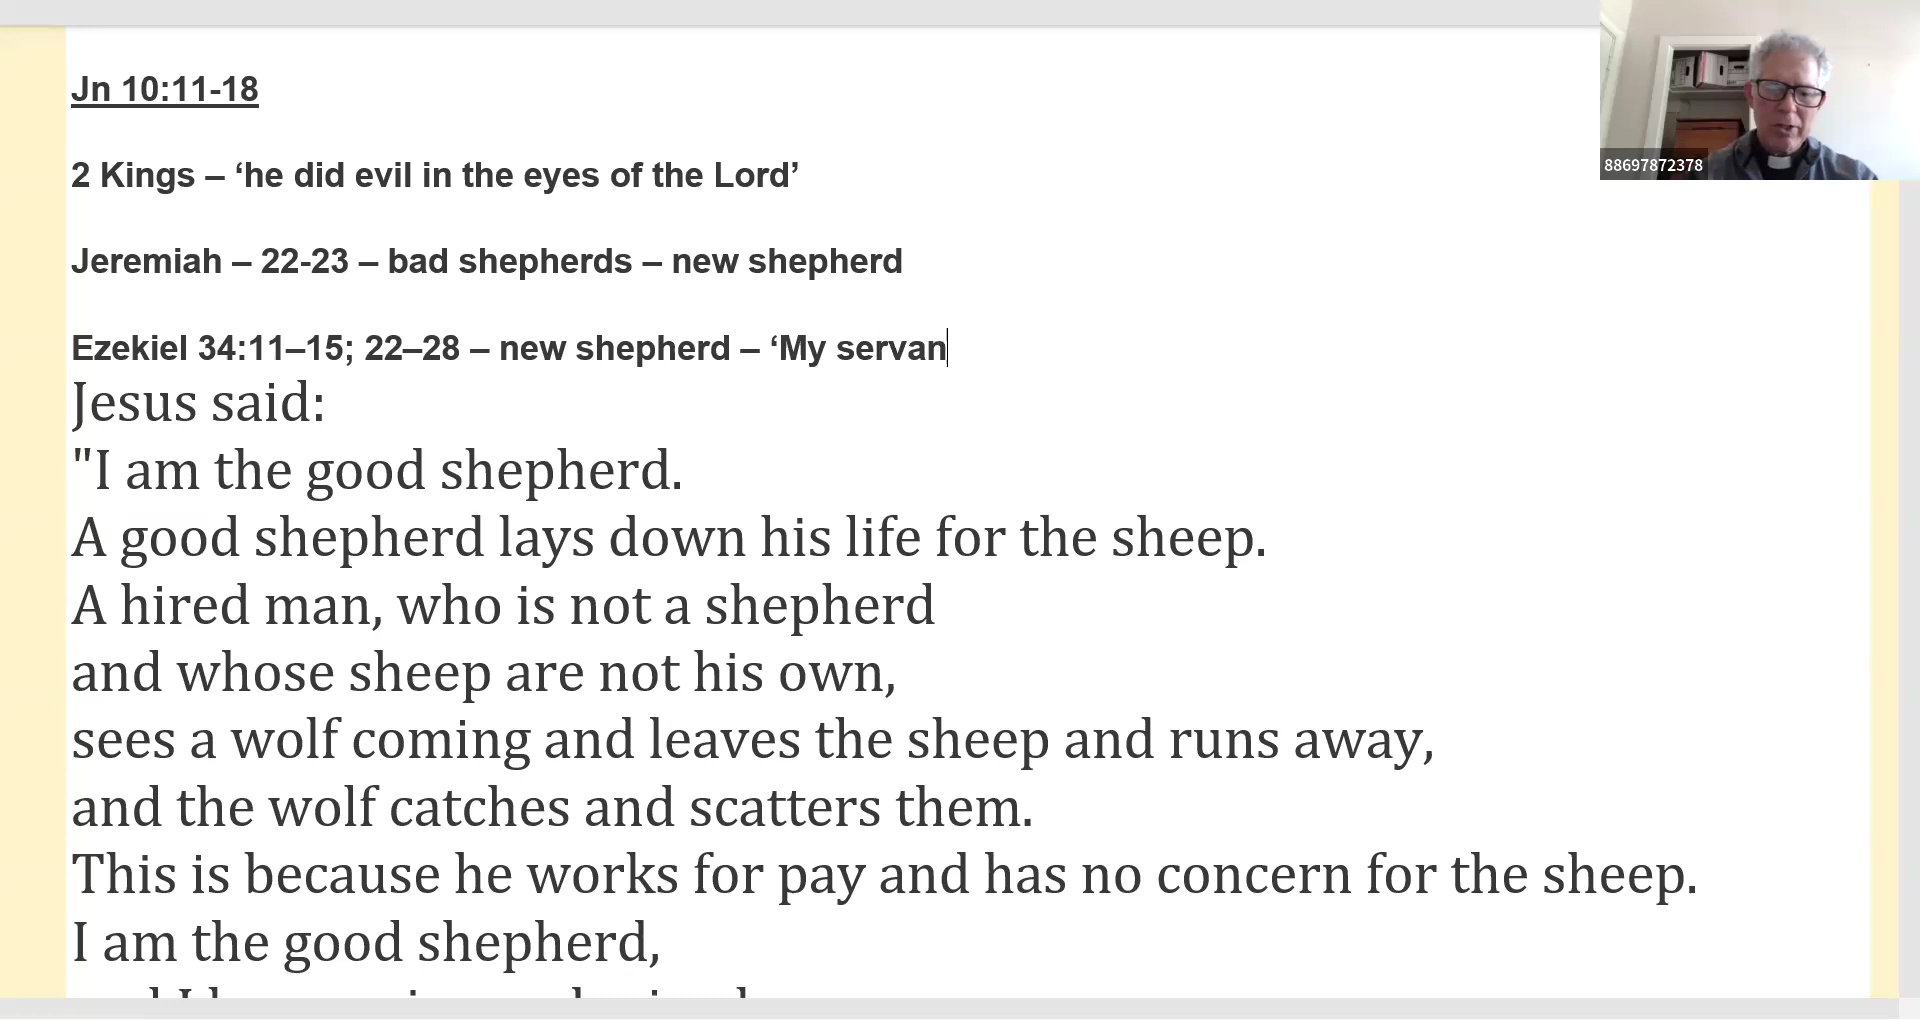 Jn 10:11-18
2 Kings – ‘he did evil in the eyes of the Lord’
Jeremiah – 22-23 – bad shepherds – new shepherd
Ezekiel 34:11–15; 22–28 – new shepherd – ‘My servan
Jesus said:
"I am the good shepherd.
A good shepherd lays down his life for the sheep.
A hired man, who is not a shepherd
and whose sheep are not his own,
sees a wolf coming and leaves the sheep and runs away,
and the wolf catches and scatters them.
This is because he works for pay and has no concern for the sheep.
I am the good shepherd,
88697872378